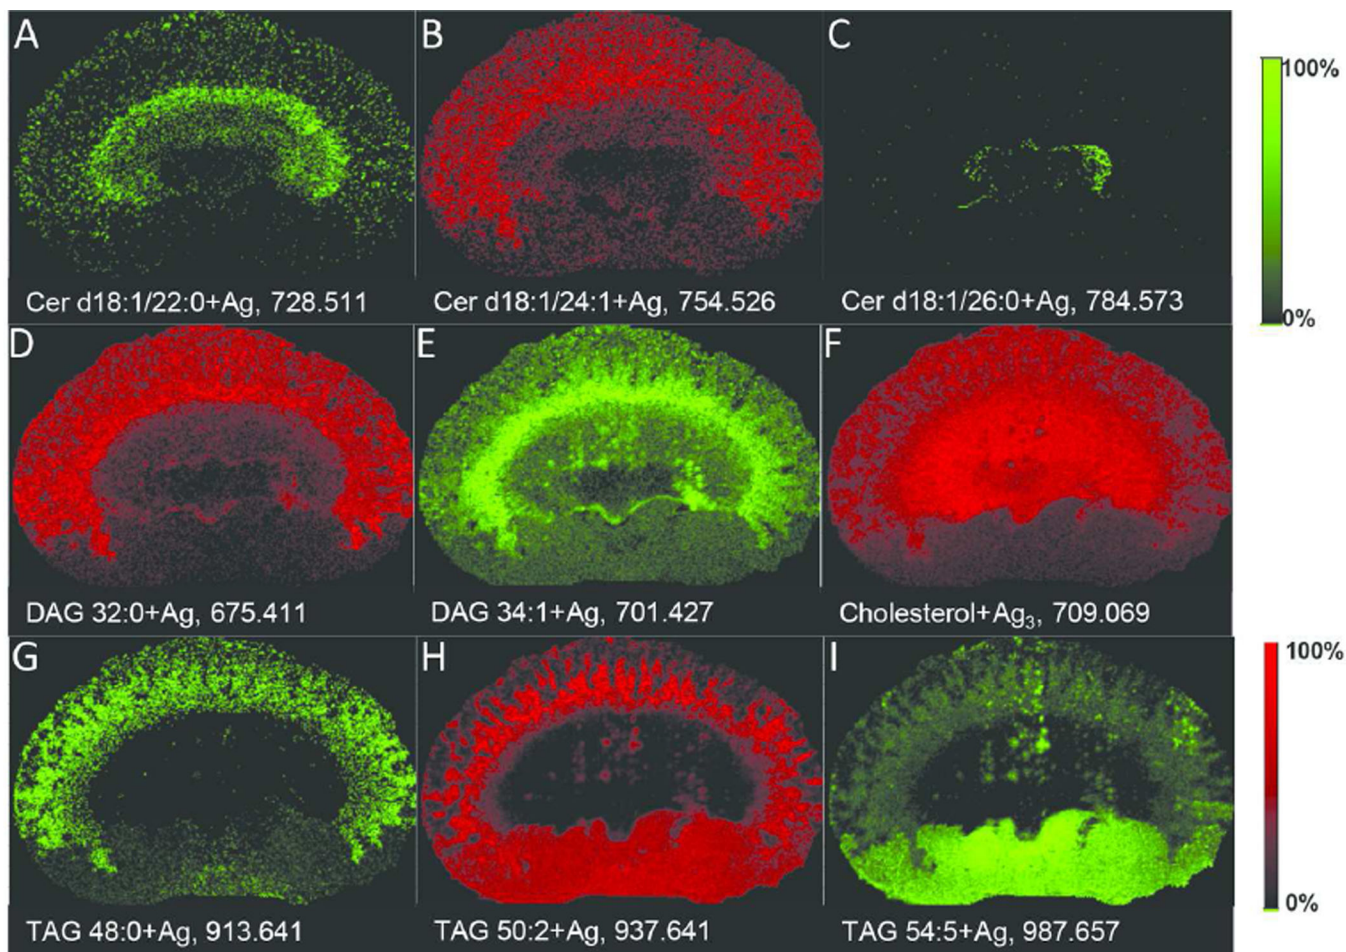 A B C
100%
Cer d18:1/22:0+Ag, 728.511 Cer d18:1/24:1+Ag, 754.526 Cer d18:1/26:0+Ag, 784.573
0%
D E F
DAG 32:0+Ag, 675.411 DAG 34:1+Ag, 701.427 Cholesterol+Ag₃, 709.069
G H I
100%
0%
TAG 48:0+Ag, 913.641 TAG 50:2+Ag, 937.641 TAG 54:5+Ag, 987.657